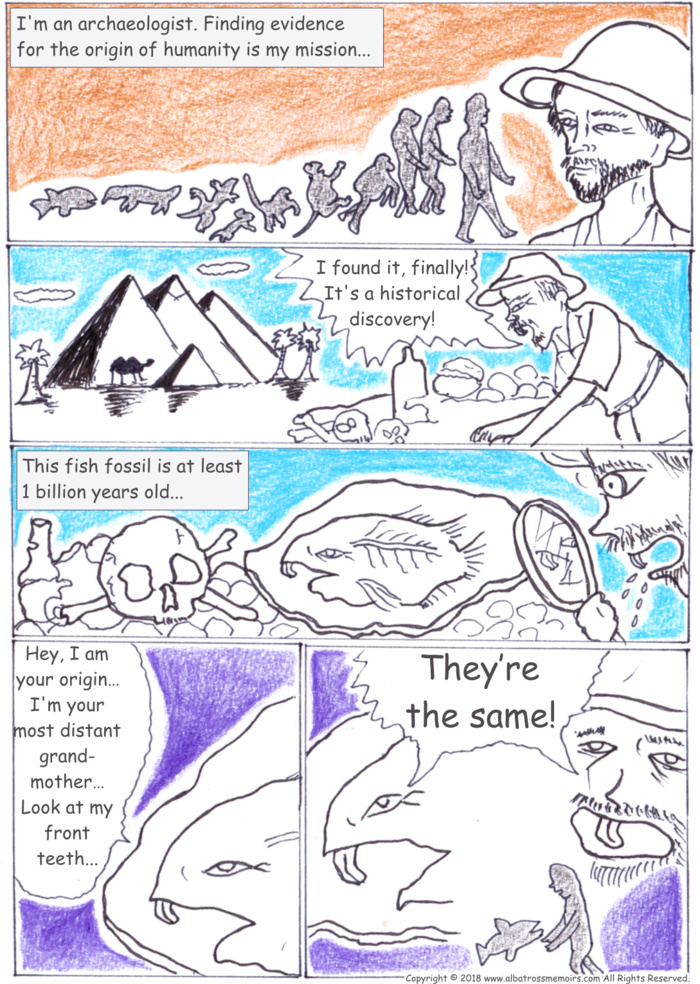 I'm an archaeologist. Finding evidence
for the origin of humanity is my mission...
I found it, finally!
It's a historical
discovery!
This fish fossil is at least
1 billion years old...
Hey, I am
your origin...
I'm your
most distant
grand-
mother...
Look at my
front
teeth...
They’re
the same!
Copyright © 2018 www.albatrossmemoirs.com All Rights Reserved.